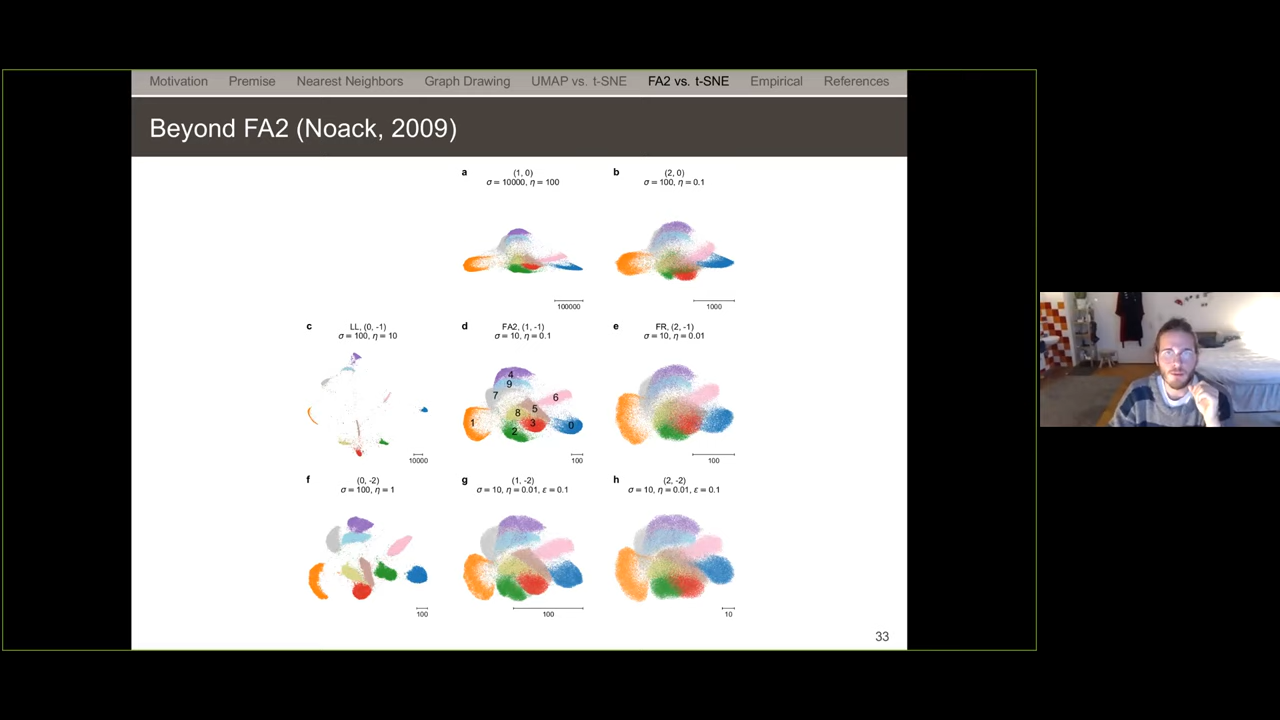 Motivation Premise Nearest Neighbors Graph Drawing UMAP vs. t-SNE FA2 vs. t-SNE Empirical References
Beyond FA2 (Noack, 2009)
a (1, 0)
σ = 10000, η = 100
100000
b (2, 0)
σ = 100, η = 0.1
1000
c LL, (0, -1)
σ = 100, η = 10
10000
d FA2, (1, -1)
σ = 10, η = 0.1
4
9
7
6
5
8
1
3
0
2
100
e FR, (2, -1)
σ = 10, η = 0.01
100
f (0, -2)
σ = 100, η = 1
100
g (1, -2)
σ = 10, η = 0.01, ε = 0.1
100
h (2, -2)
σ = 10, η = 0.01, ε = 0.1
10
33